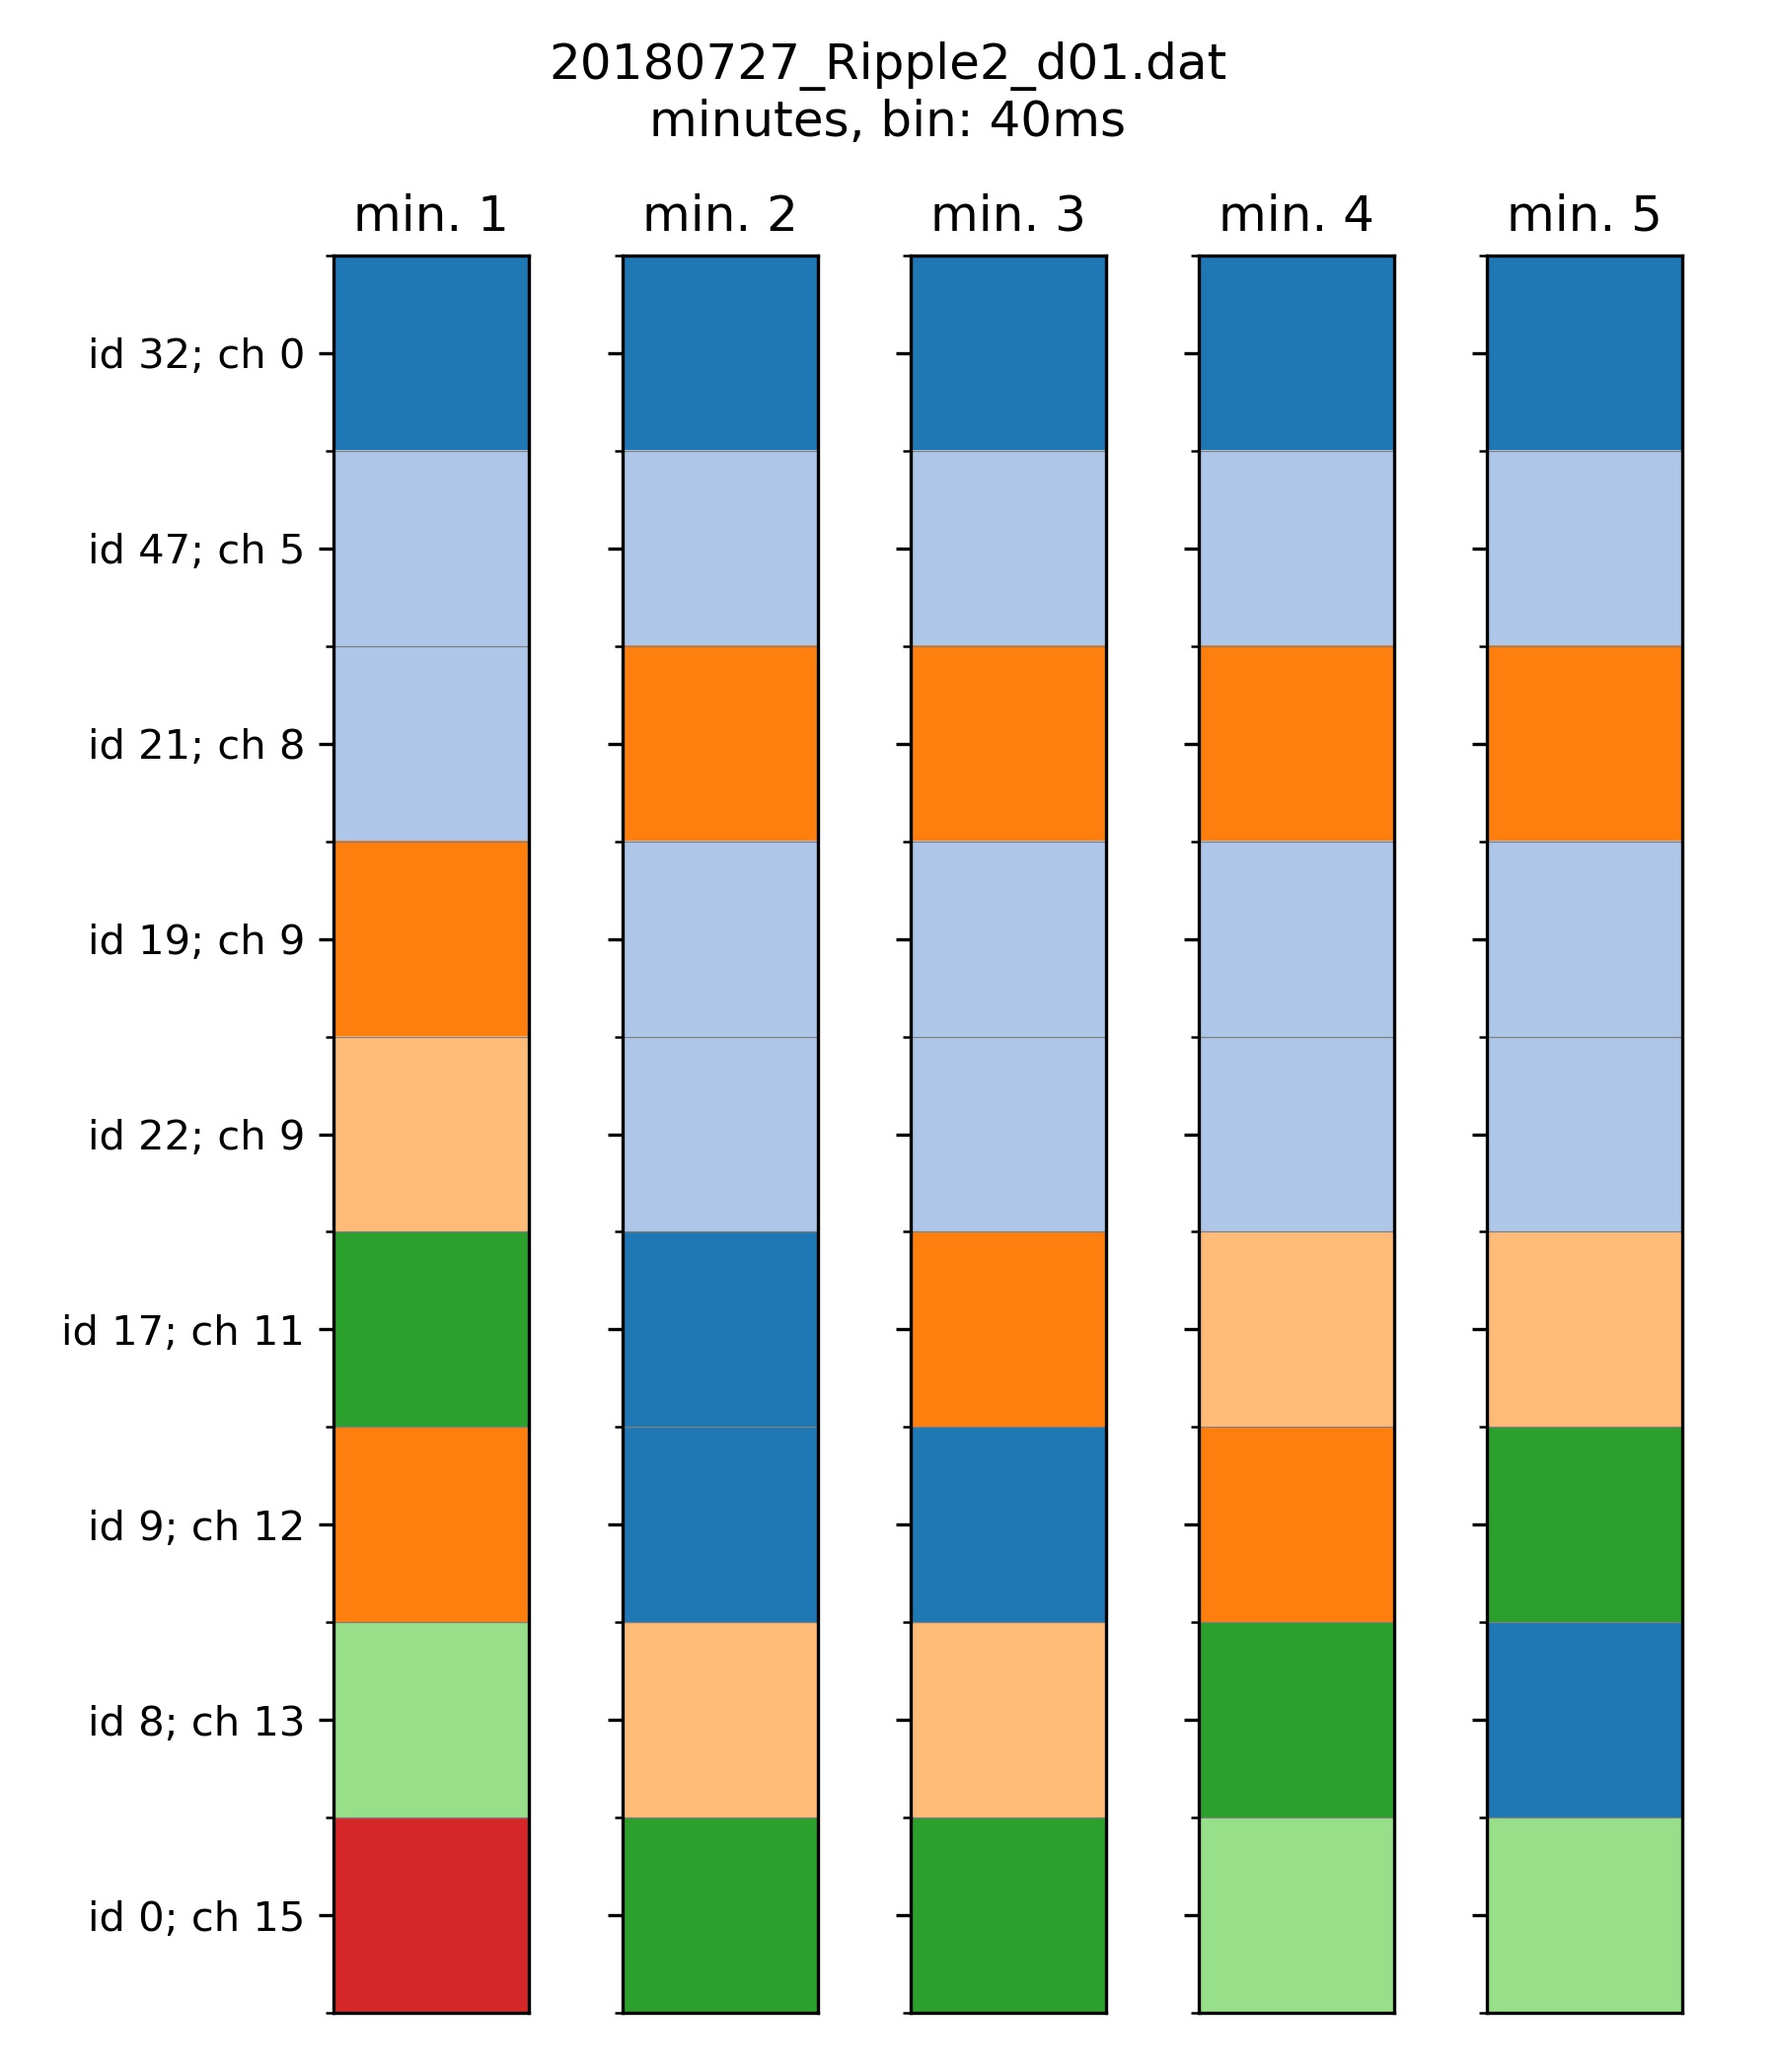 20180727_Ripple2_d01.dat
minutes, bin: 40ms
min. 1 min. 2 min. 3 min. 4 min. 5
id 32; ch 0
id 47; ch 5
id 21; ch 8
id 19; ch 9
id 22; ch 9
id 17; ch 11
id 9; ch 12
id 8; ch 13
id 0; ch 15